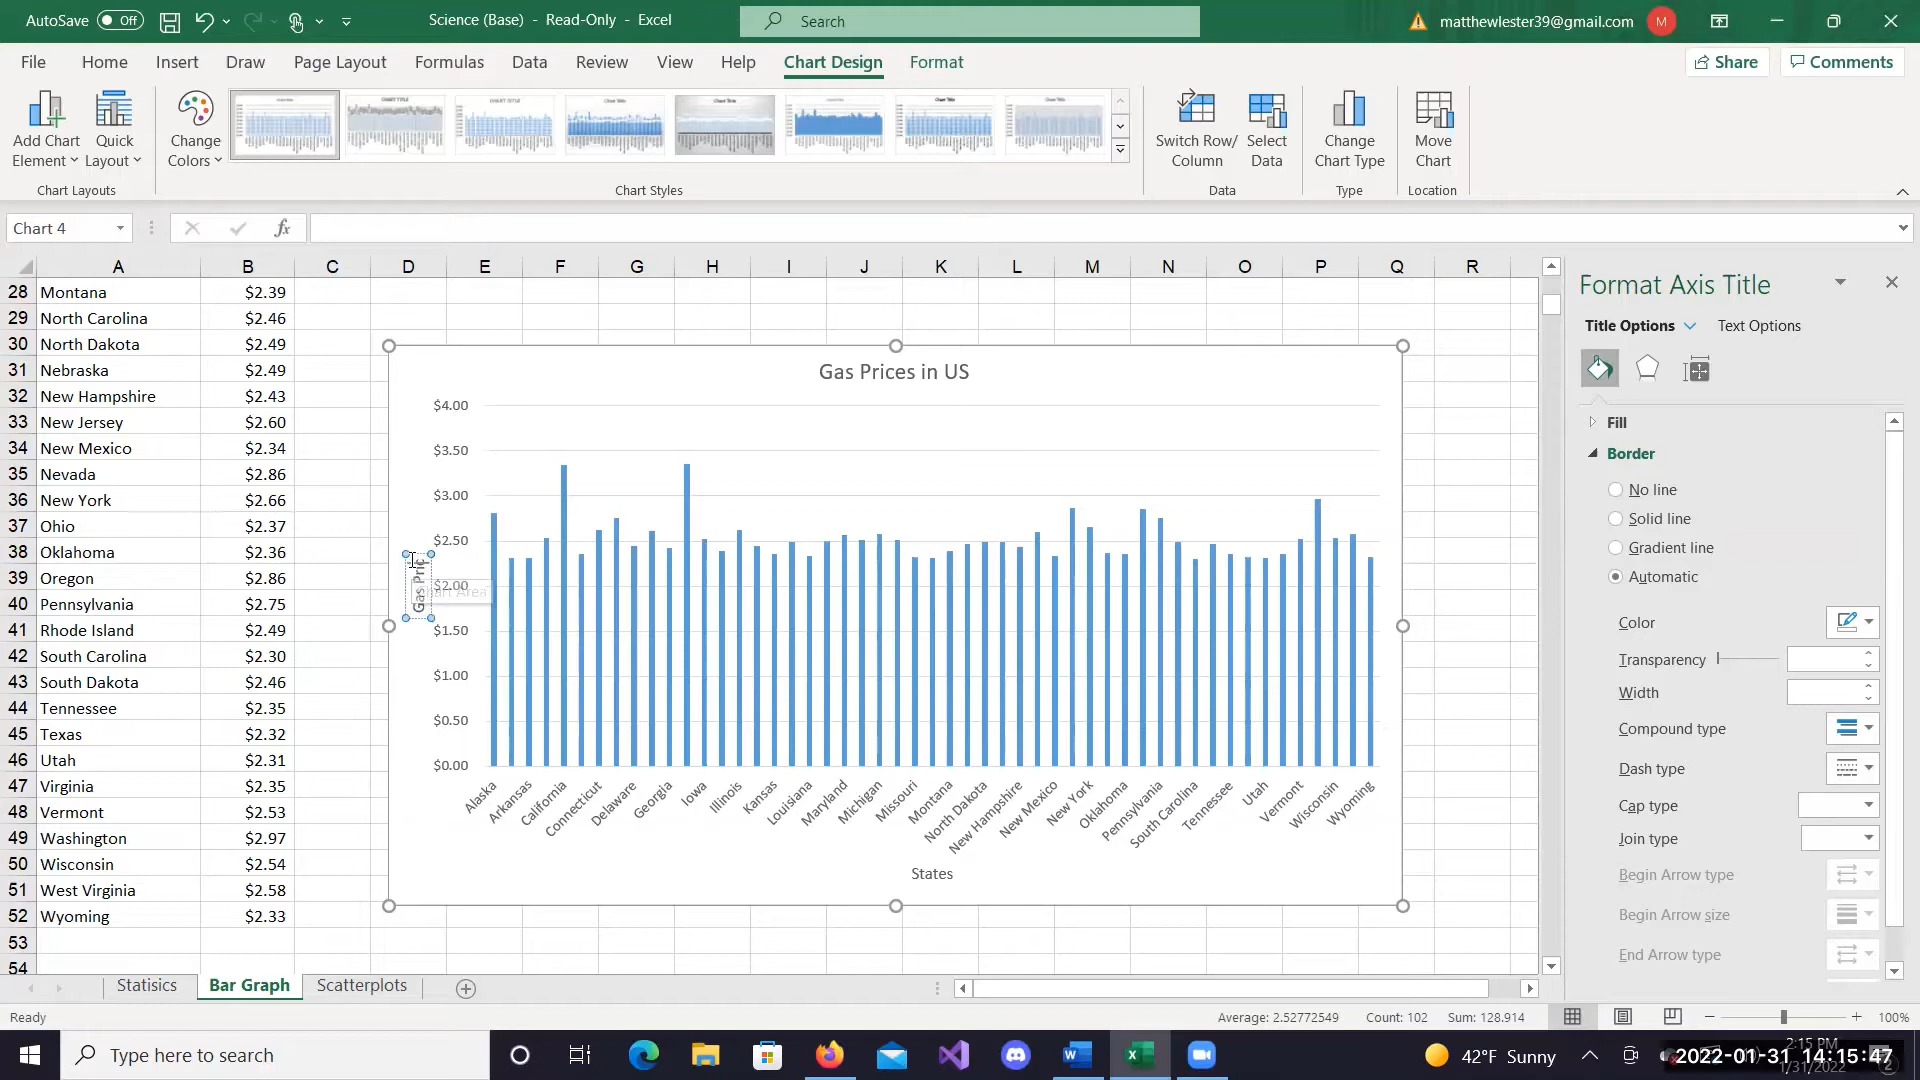 AutoSave Off Science (Base) - Read-Only - Excel Search matthewlester39@gmail.com M
File Home Insert Draw Page Layout Formulas Data Review View Help Chart Design Format Share Comments
Add Chart Element Quick Layout Change Colors Switch Row/ Column Select Data Change Chart Type Move Chart
Chart Layouts Chart Styles Data Type Location
Chart 4 fx
A B C D E F G H I J K L M N O P Q R
28 Montana $2.39
29 North Carolina $2.46
30 North Dakota $2.49
31 Nebraska $2.49
32 New Hampshire $2.43
33 New Jersey $2.60
34 New Mexico $2.34
35 Nevada $2.86
36 New York $2.66
37 Ohio $2.37
38 Oklahoma $2.36
39 Oregon $2.86
40 Pennsylvania $2.75
41 Rhode Island $2.49
42 South Carolina $2.30
43 South Dakota $2.46
44 Tennessee $2.35
45 Texas $2.32
46 Utah $2.31
47 Virginia $2.35
48 Vermont $2.53
49 Washington $2.97
50 Wisconsin $2.54
51 West Virginia $2.58
52 Wyoming $2.33
53
54
Gas Prices in US
$4.00
$3.50
$3.00
$2.50
$2.00
$1.50
$1.00
$0.50
$0.00
Gas Pric
Chart Area
Alaska Arkansas California Connecticut Delaware Georgia Iowa Illinois Kansas Louisiana Maryland Michigan Missouri Montana North Dakota New Hampshire New Mexico New York Oklahoma Pennsylvania South Carolina Tennessee Utah Vermont Wisconsin Wyoming
States
Format Axis Title
Title Options Text Options
Fill
Border
No line
Solid line
Gradient line
Automatic
Color
Transparency
Width
Compound type
Dash type
Cap type
Join type
Begin Arrow type
Begin Arrow size
End Arrow type
Statisics Bar Graph Scatterplots
Ready Average: 2.52772549 Count: 102 Sum: 128.914 100%
Type here to search 42°F Sunny
2:15 PM
2022-01-31 14:15:47
1/31/2022